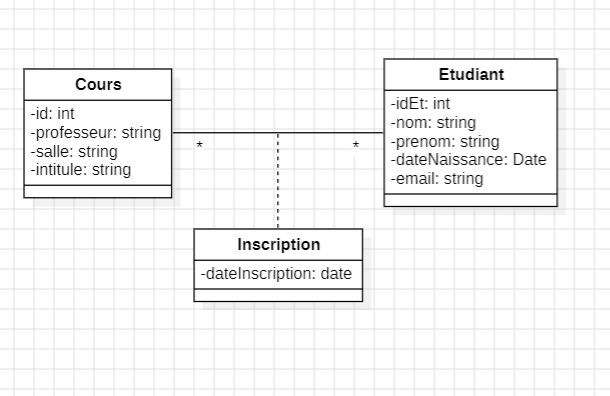 Cours
-id: int
-professeur: string
-salle: string
-intitule: string
*
*
Etudiant
-idEt: int
-nom: string
-prenom: string
-dateNaissance: Date
-email: string
Inscription
-dateInscription: date